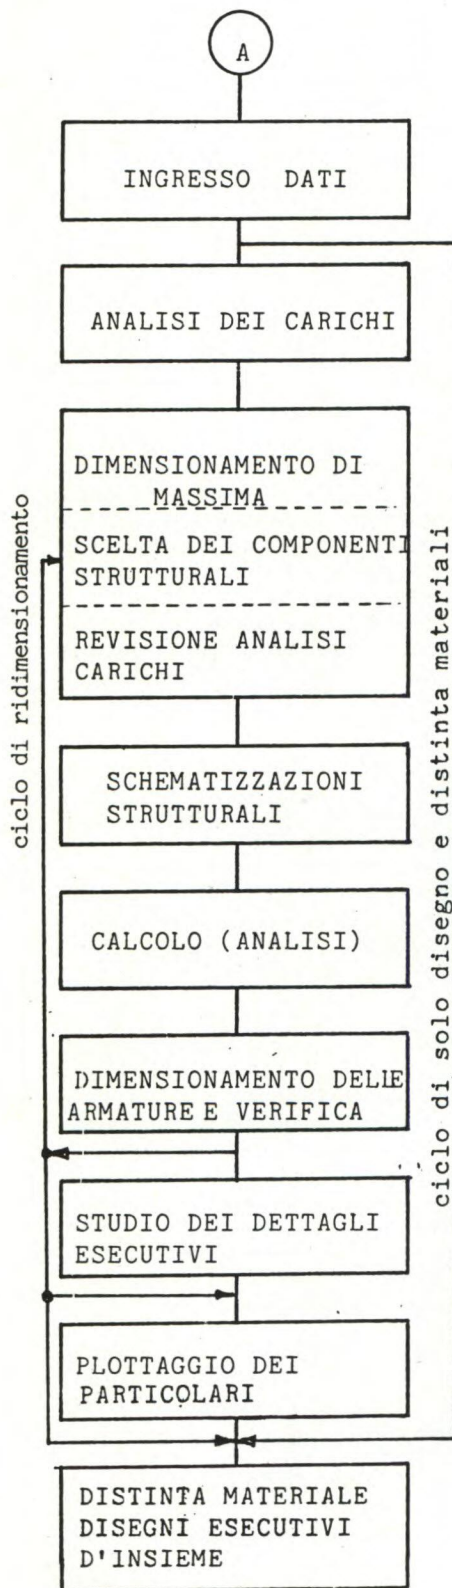 A
INGRESSO DATI
ANALISI DEI CARICHI
DIMENSIONAMENTO DI
MASSIMA
SCELTA DEI COMPONENTI
STRUTTURALI
REVISIONE ANALISI
CARICHI
SCHEMATIZZAZIONI
STRUTTURALI
CALCOLO (ANALISI)
DIMENSIONAMENTO DELLE
ARMATURE E VERIFICA
STUDIO DEI DETTAGLI
ESECUTIVI
PLOTTAGGIO DEI
PARTICOLARI
DISTINTA MATERIALE
DISEGNI ESECUTIVI
D'INSIEME
ciclo di ridimensionamento
ciclo di solo disegno e distinta materiali